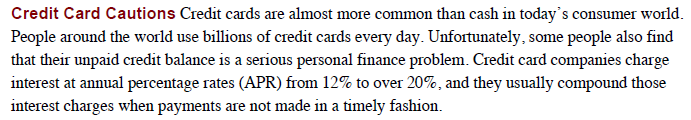 Credit Card Cautions Credit cards are almost more common than cash in today's consumer world.
People around the world use billions of credit cards every day. Unfortunately, some people also find
that their unpaid credit balance is a serious personal finance problem. Credit card companies charge
interest at annual percentage rates (APR) from 12% to over 20%, and they usually compound those
interest charges when payments are not made in a timely fashion.